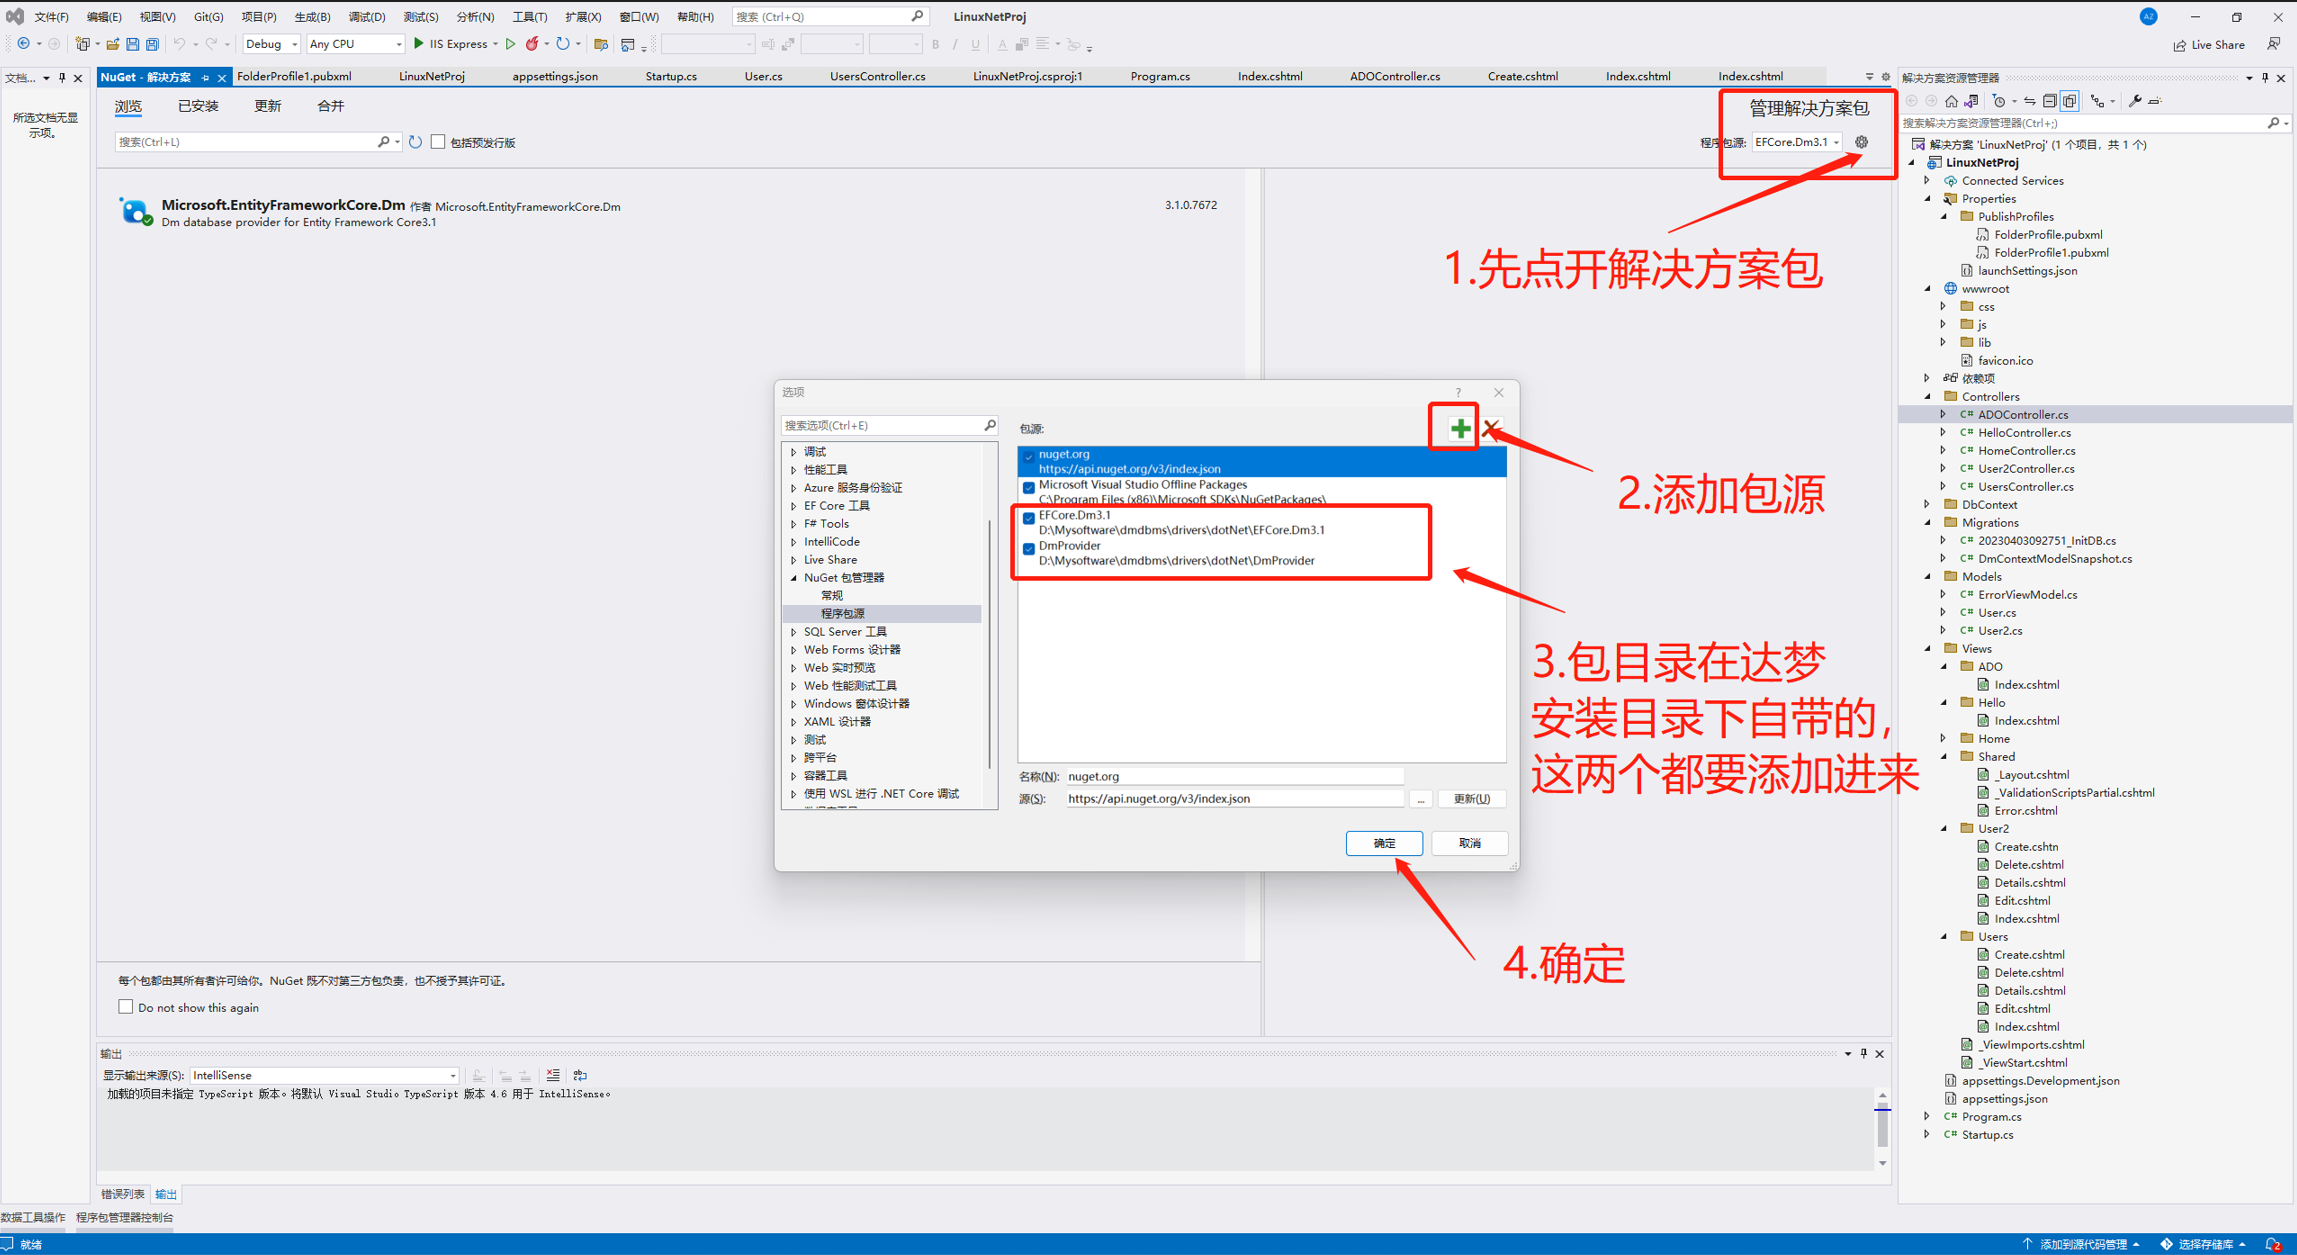 文件(F) 编辑(E) 视图(V) Git(G) 项目(P) 生成(B) 调试(D) 测试(S) 分析(N) 工具(T) 扩展(X) 窗口(W) 帮助(H) 搜索 (Ctrl+Q) LinuxNetProj AZ
Debug Any CPU IIS Express Live Share
文档... NuGet - 解决方案 FolderProfile1.pubxml LinuxNetProj appsettings.json Startup.cs User.cs UsersController.cs LinuxNetProj.csproj:1 Program.cs Index.cshtml ADOController.cs Create.cshtml Index.cshtml Index.cshtml
所选文档无显
示项。
浏览 已安装 更新 合并
管理解决方案包
搜索(Ctrl+L) 包括预发行版
程序包源: EFCore.Dm3.1
Microsoft.EntityFrameworkCore.Dm 作者 Microsoft.EntityFrameworkCore.Dm 3.1.0.7672
Dm database provider for Entity Framework Core3.1
1.先点开解决方案包
选项
搜索选项(Ctrl+E)
调试
性能工具
Azure 服务身份验证
EF Core 工具
F# Tools
IntelliCode
Live Share
NuGet 包管理器
常规
程序包源
SQL Server 工具
Web Forms 设计器
Web 实时预览
Web 性能测试工具
Windows 窗体设计器
XAML 设计器
测试
跨平台
容器工具
使用 WSL 进行 .NET Core 调试
包源:
nuget.org
https://api.nuget.org/v3/index.json
Microsoft Visual Studio Offline Packages
C:\Program Files (x86)\Microsoft SDKs\NuGetPackages\
EFCore.Dm3.1
D:\Mysoftware\dmdbms\drivers\dotNet\EFCore.Dm3.1
DmProvider
D:\Mysoftware\dmdbms\drivers\dotNet\DmProvider
名称(N): nuget.org
源(S): https://api.nuget.org/v3/index.json ... 更新(U)
确定 取消
2.添加包源
3.包目录在达梦
安装目录下自带的，
这两个都要添加进来
4.确定
每个包都由其所有者许可给你。NuGet 既不对第三方包负责，也不授予其许可证。
Do not show this again
输出
显示输出来源(S): IntelliSense
加载的项目未指定 TypeScript 版本。将默认 Visual Studio TypeScript 版本 4.6 用于 IntelliSense。
错误列表 输出
数据工具操作 程序包管理器控制台
就绪
添加到源代码管理 选择存储库 2
解决方案资源管理器
搜索解决方案资源管理器(Ctrl+;)
解决方案 'LinuxNetProj' (1 个项目，共 1 个)
LinuxNetProj
Connected Services
Properties
PublishProfiles
FolderProfile.pubxml
FolderProfile1.pubxml
launchSettings.json
wwwroot
css
js
lib
favicon.ico
依赖项
Controllers
C# ADOController.cs
C# HelloController.cs
C# HomeController.cs
C# User2Controller.cs
C# UsersController.cs
DbContext
Migrations
C# 20230403092751_InitDB.cs
C# DmContextModelSnapshot.cs
Models
C# ErrorViewModel.cs
C# User.cs
C# User2.cs
Views
ADO
Index.cshtml
Hello
Index.cshtml
Home
Shared
_Layout.cshtml
_ValidationScriptsPartial.cshtml
Error.cshtml
User2
Create.cshtn
Delete.cshtml
Details.cshtml
Edit.cshtml
Index.cshtml
Users
Create.cshtml
Delete.cshtml
Details.cshtml
Edit.cshtml
Index.cshtml
_ViewImports.cshtml
_ViewStart.cshtml
appsettings.Development.json
appsettings.json
C# Program.cs
C# Startup.cs